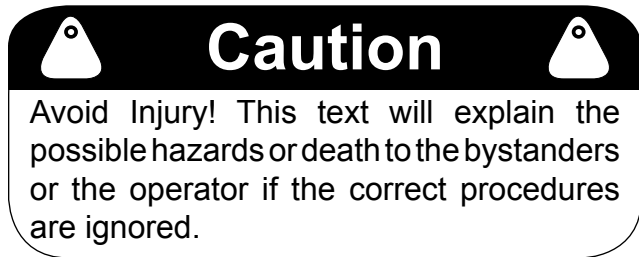 Caution
Avoid Injury! This text will explain the
possible hazards or death to the bystanders
or the operator if the correct procedures
are ignored.